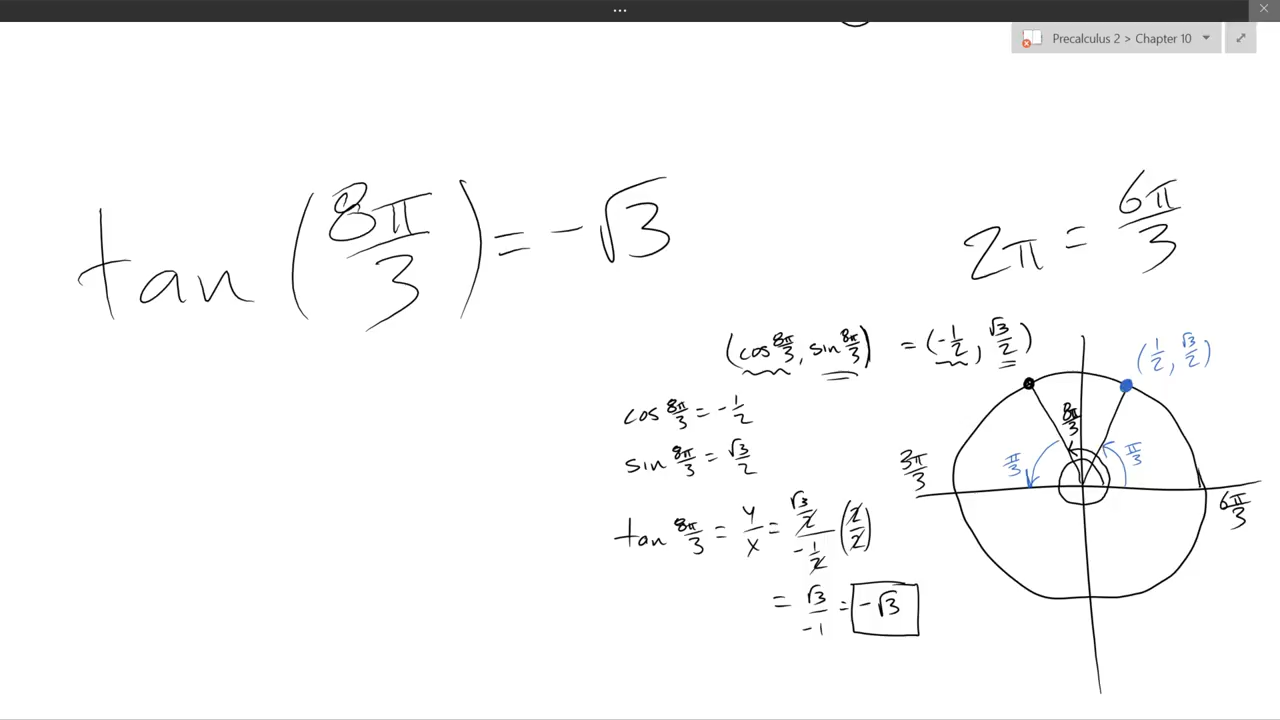 ...
Precalculus 2 > Chapter 10
tan(8π/3) = -√3
2π = 6π/3
(cos 8π/3, sin 8π/3) = (-1/2, √3/2)
(1/2, √3/2)
cos 8π/3 = -1/2
sin 8π/3 = √3/2
tan 8π/3 = y/x = (√3/2)/(-1/2) (2/2)
= √3/-1 = -√3
8π/3
3π/3
π/3
π/3
6π/3